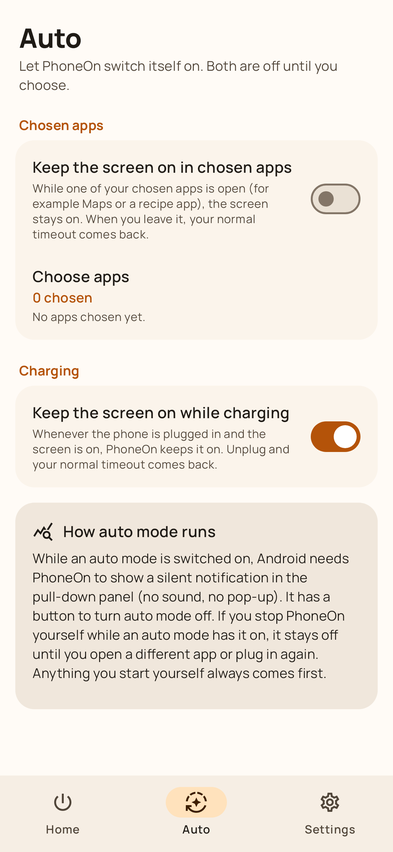 Auto
Let PhoneOn switch itself on. Both are off until you
choose.
Chosen apps
Keep the screen on in chosen apps
While one of your chosen apps is open (for
example Maps or a recipe app), the screen
stays on. When you leave it, your normal
timeout comes back.
Choose apps
0 chosen
No apps chosen yet.
Charging
Keep the screen on while charging
Whenever the phone is plugged in and the
screen is on, PhoneOn keeps it on. Unplug and
your normal timeout comes back.
How auto mode runs
While an auto mode is switched on, Android needs
PhoneOn to show a silent notification in the
pull-down panel (no sound, no pop-up). It has a
button to turn auto mode off. If you stop PhoneOn
yourself while an auto mode has it on, it stays off
until you open a different app or plug in again.
Anything you start yourself always comes first.
Home
Auto
Settings